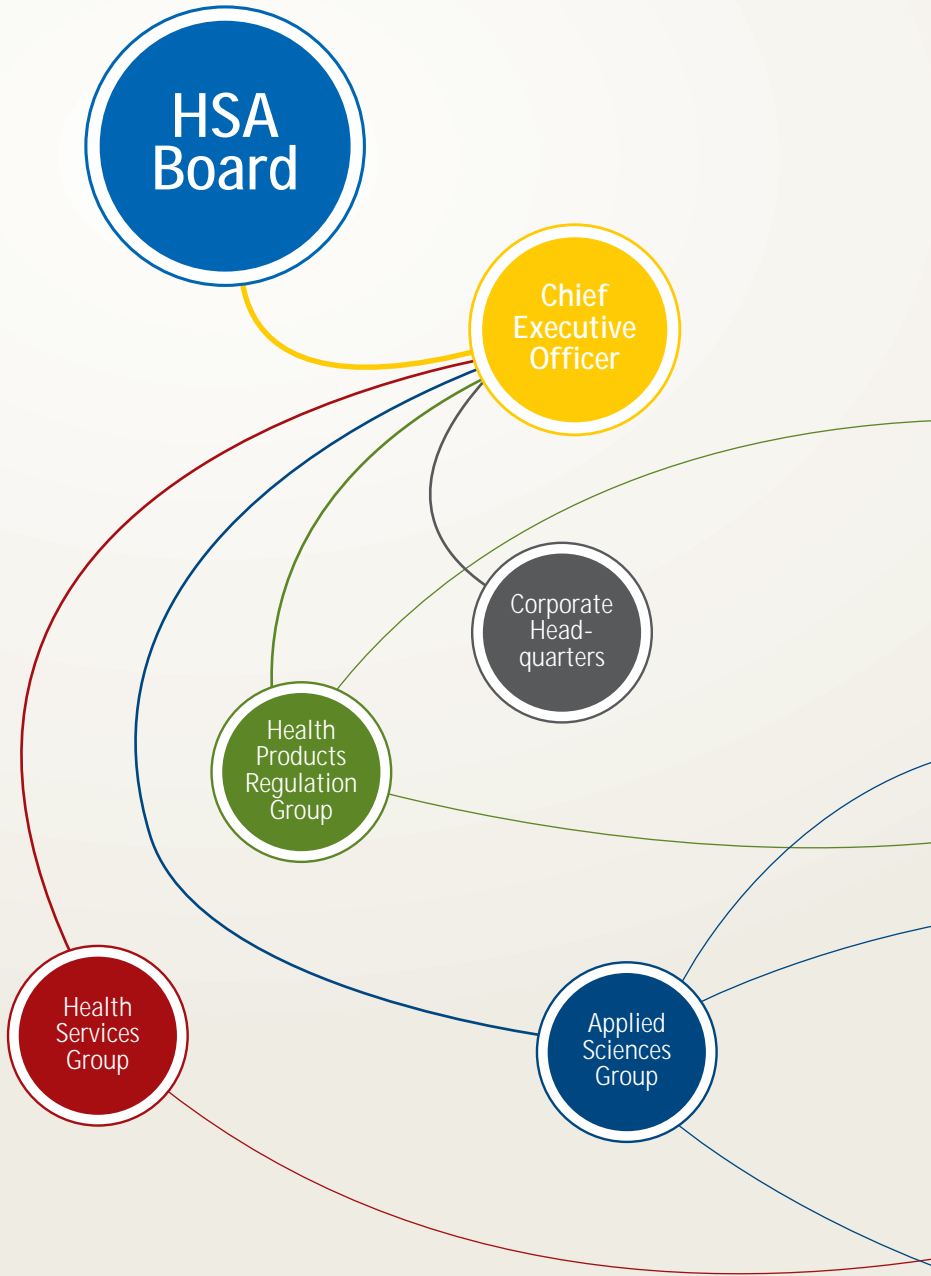 HSA
Board
Chief
Executive
Officer
Corporate
Head-
quarters
Health
Products
Regulation
Group
Health
Services
Group
Applied
Sciences
Group